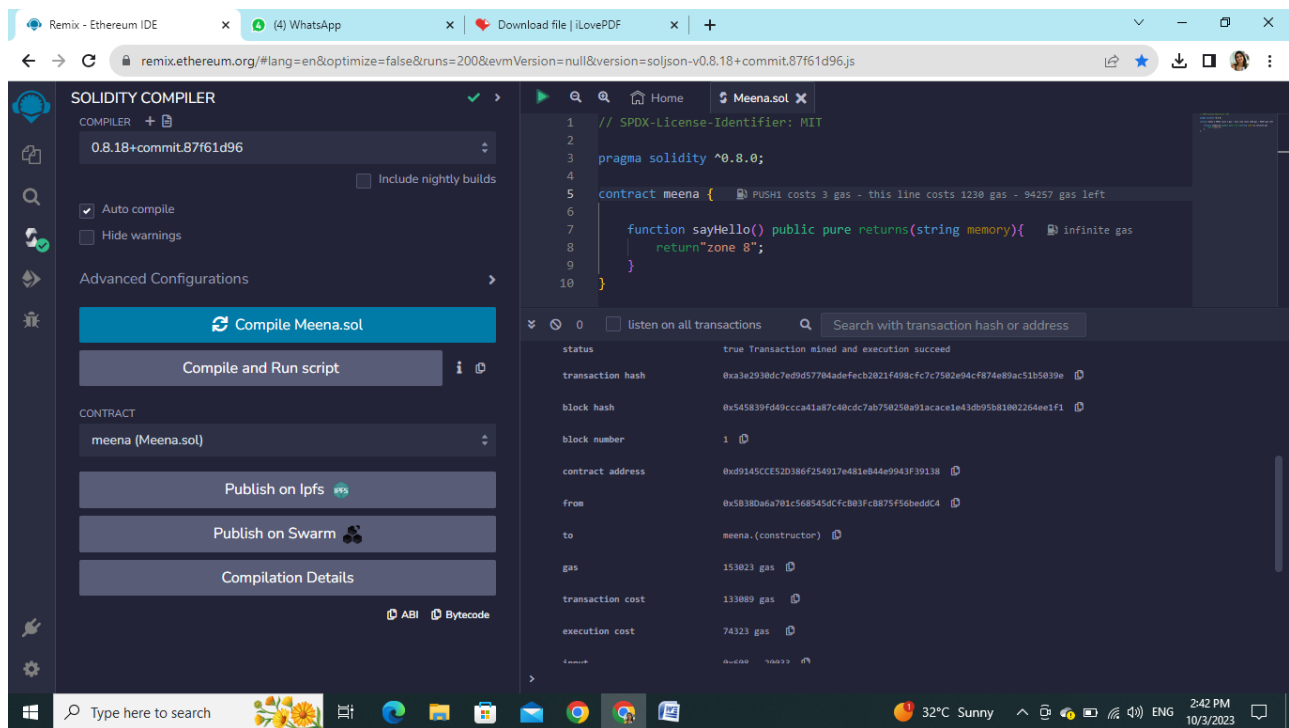 Remix - Ethereum IDE
(4) WhatsApp
Download file | iLovePDF
remix.ethereum.org/#lang=en&optimize=false&runs=200&evmVersion=null&version=soljson-v0.8.18+commit.87f61d96.js
SOLIDITY COMPILER
COMPILER
0.8.18+commit.87f61d96
Include nightly builds
Auto compile
Hide warnings
Advanced Configurations
Compile Meena.sol
Compile and Run script
CONTRACT
meena (Meena.sol)
Publish on Ipfs IPFS
Publish on Swarm
Compilation Details
ABI Bytecode
Home Meena.sol
1 // SPDX-License-Identifier: MIT
2
3 pragma solidity ^0.8.0;
4
5 contract meena { PUSH1 costs 3 gas - this line costs 1230 gas - 94257 gas left
6
7 function sayHello() public pure returns(string memory){ infinite gas
8 return"zone 8";
9 }
10 }
0 listen on all transactions Search with transaction hash or address
status true Transaction mined and execution succeed
transaction hash 0xa3e2930dc7ed9d57704adefecb2021f498cfc7c7502e94cf874e89ac51b5039e
block hash 0x545839fd49ccca41a87c40cdc7ab750250a91acace1e43db95b81002264ee1f1
block number 1
contract address 0xd9145CCE52D386f254917e481eB44e9943F39138
from 0x5B38Da6a701c568545dCfcB03FcB875f56beddC4
to meena.(constructor)
gas 153023 gas
transaction cost 133089 gas
execution cost 74323 gas
input
>
Type here to search
32°C Sunny
ENG
2:42 PM
10/3/2023